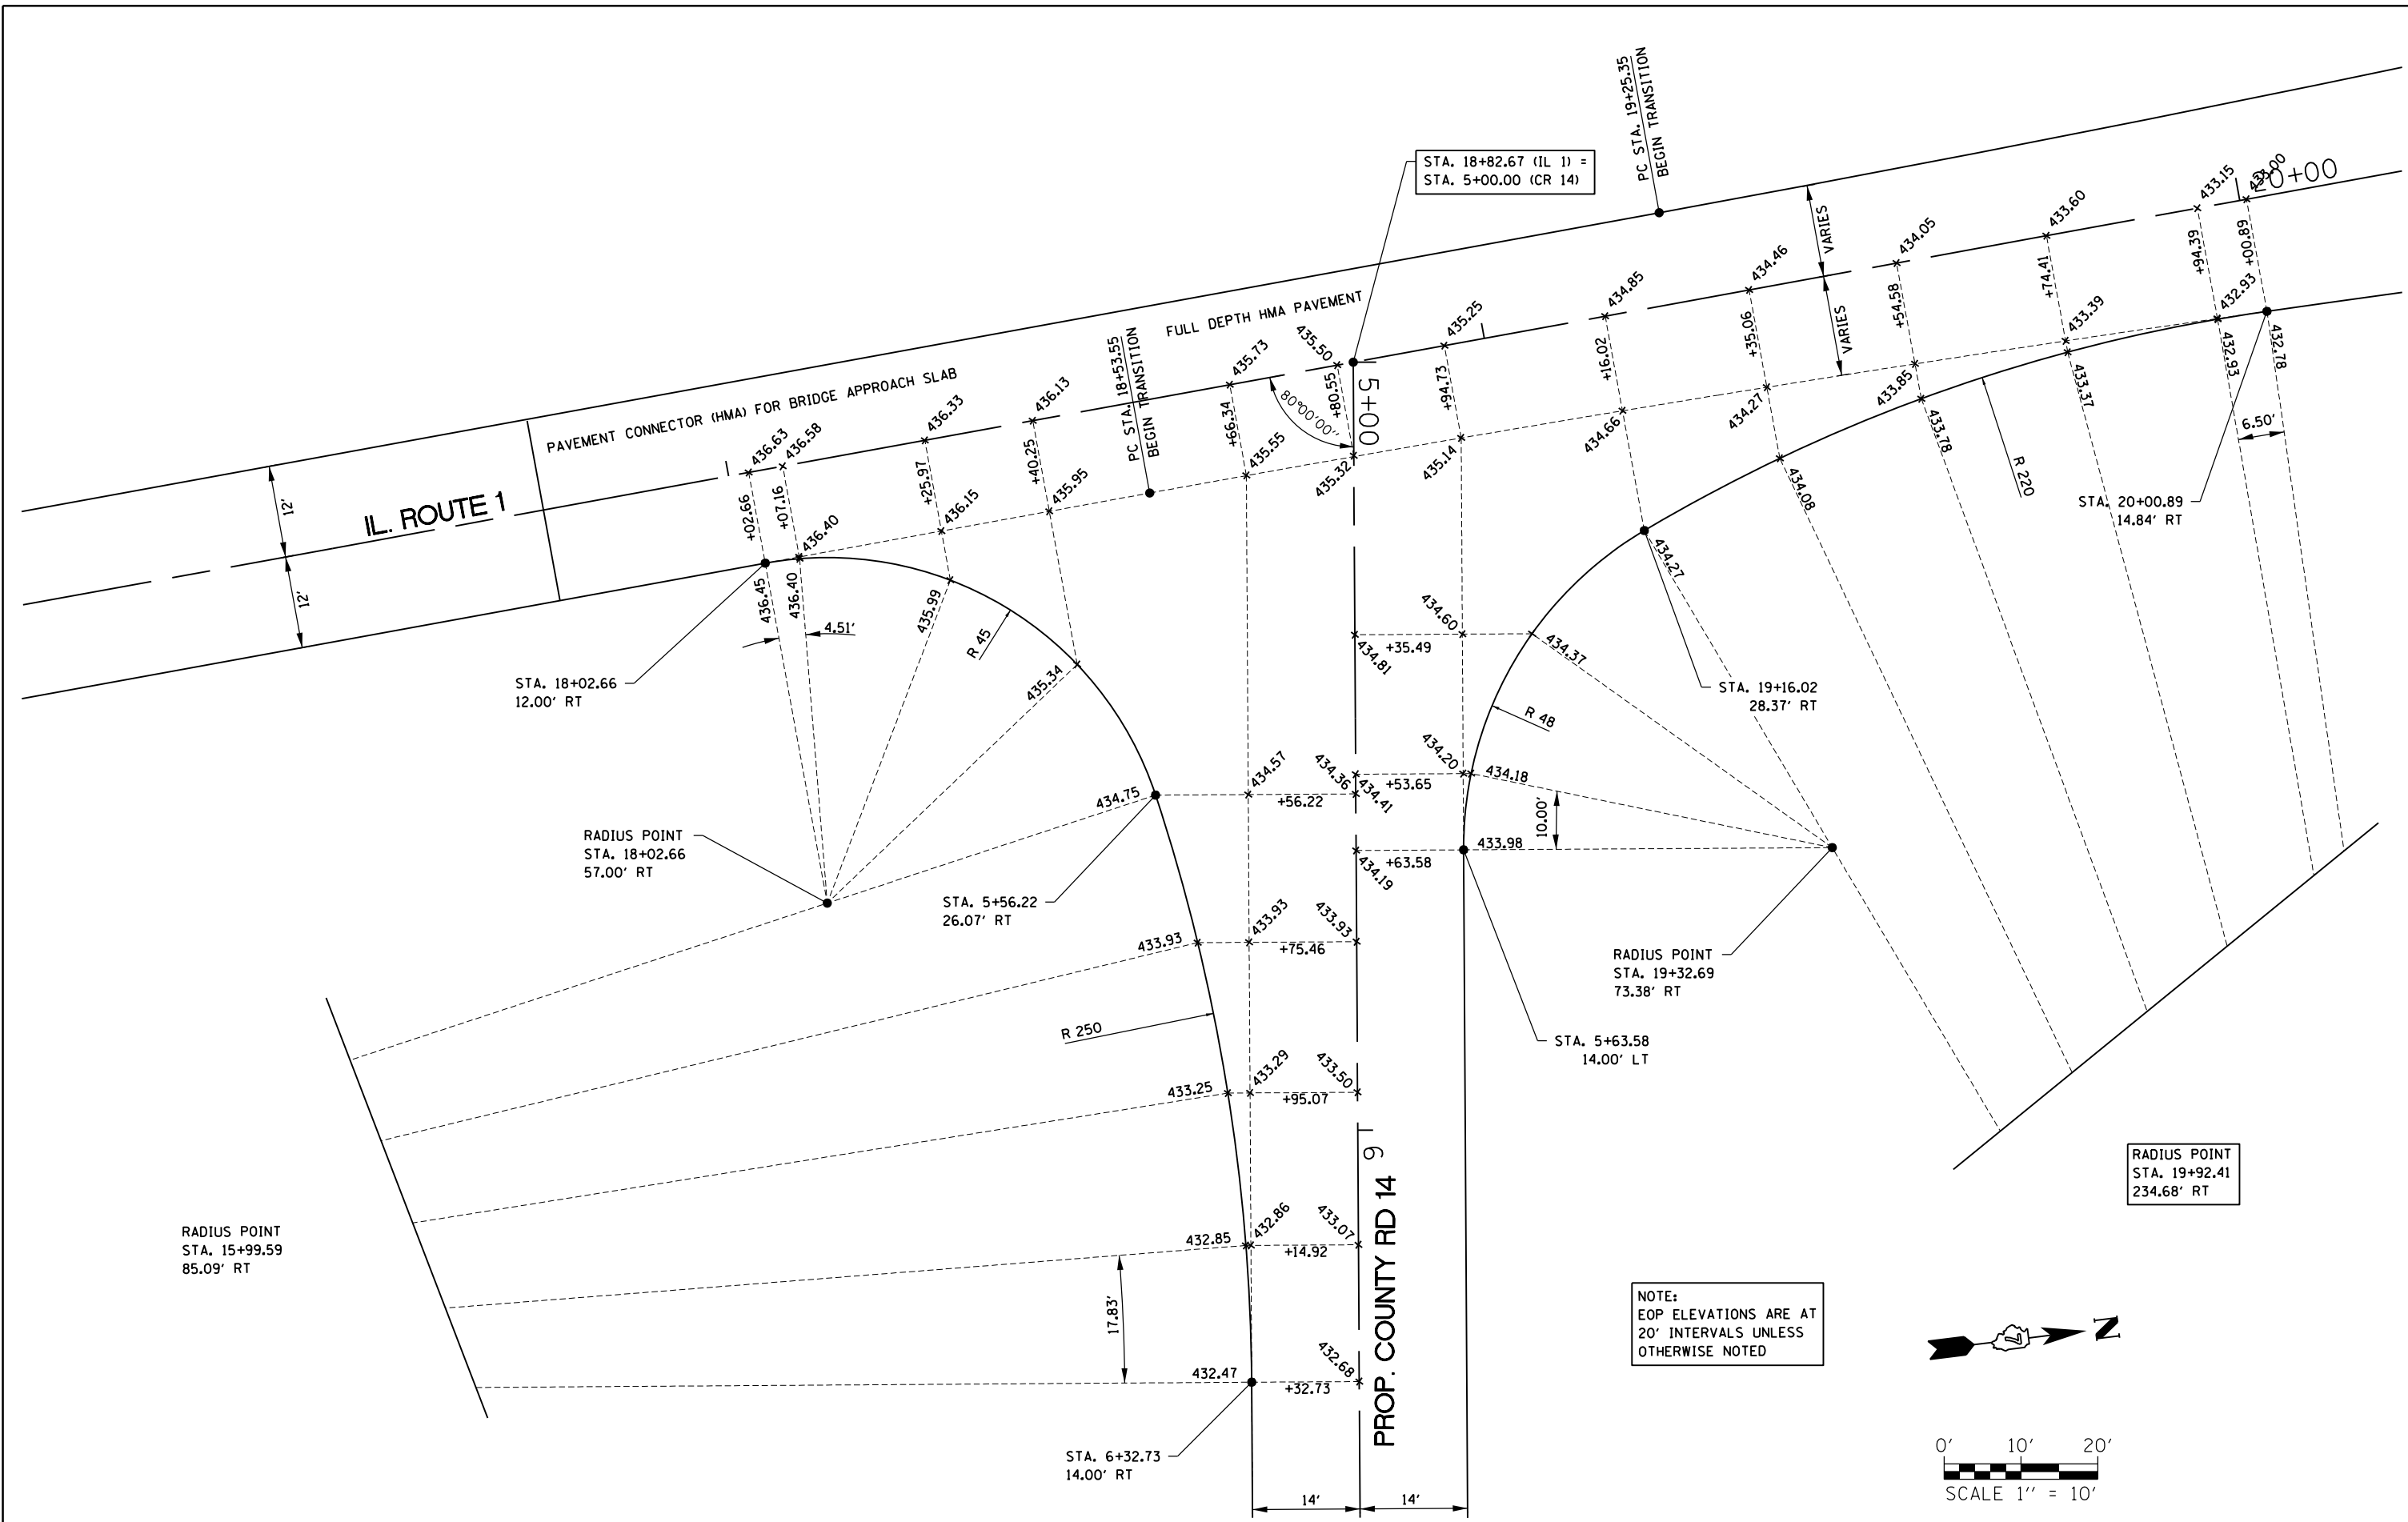 PC STA. 19+25.35
BEGIN TRANSITION
STA. 18+82.67 (IL 1) =
STA. 5+00.00 (CR 14)
433.15
433.00
20+00
433.60
434.05
434.46
434.85
435.25
435.50
435.73
VARIES
VARIES
+94.39
+00.89
+74.41
+54.58
+35.06
+16.02
+94.73
+80.55
+66.34
FULL DEPTH HMA PAVEMENT
PC STA. 18+53.55
BEGIN TRANSITION
PAVEMENT CONNECTOR (HMA) FOR BRIDGE APPROACH SLAB
80°00'00"
5+00
436.63
436.58
436.33
436.13
+02.66
+07.16
+25.97
+40.25
12'
12'
IL. ROUTE 1
436.40
436.15
435.95
435.55
435.32
435.14
434.66
434.27
433.85
433.39
432.93
436.45
436.40
435.99
435.34
434.27
434.08
433.78
433.37
432.93
432.78
6.50'
R 220
STA. 20+00.89
14.84' RT
4.51'
R 45
STA. 18+02.66
12.00' RT
434.60
+35.49
434.81
434.37
STA. 19+16.02
28.37' RT
R 48
434.75
434.57
+56.22
434.36
434.41
434.20
+53.65
434.18
10.00'
RADIUS POINT
STA. 18+02.66
57.00' RT
433.98
+63.58
434.19
STA. 5+56.22
26.07' RT
433.93
433.93
433.93
+75.46
RADIUS POINT
STA. 19+32.69
73.38' RT
R 250
STA. 5+63.58
14.00' LT
433.25
433.29
433.50
+95.07
6
RADIUS POINT
STA. 19+92.41
234.68' RT
RADIUS POINT
STA. 15+99.59
85.09' RT
432.85
432.86
433.07
+14.92
PROP. COUNTY RD 14
17.83'
NOTE:
EOP ELEVATIONS ARE AT
20' INTERVALS UNLESS
OTHERWISE NOTED
N
432.47
432.68
+32.73
STA. 6+32.73
14.00' RT
14'
14'
0' 10' 20'
SCALE 1'' = 10'